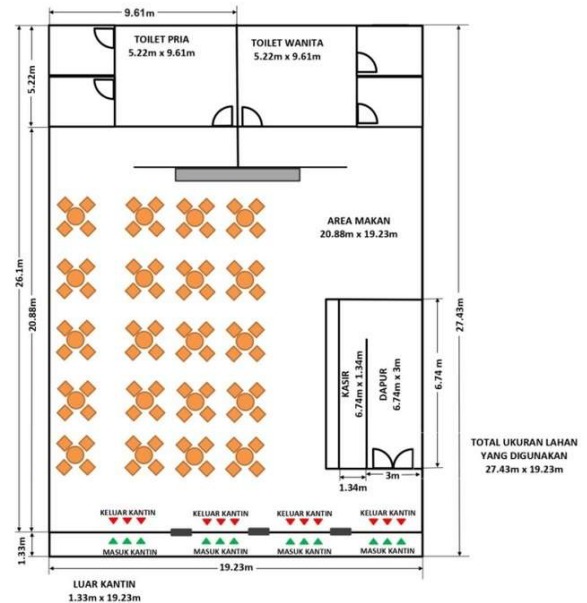 9.61m
TOILET PRIA
5.22m x 9.61m
TOILET WANITA
5.22m x 9.61m
5.22m
AREA MAKAN
20.88m x 19.23m
26.1m
20.88m
27.43m
KASIR
6.74m x 1.34m
DAPUR
6.74m x 3m
6.74 m
1.34m
3m
TOTAL UKURAN LAHAN
YANG DIGUNAKAN
27.43m x 19.23m
KELUAR KANTIN
KELUAR KANTIN
KELUAR KANTIN
KELUAR KANTIN
1.33m
MASUK KANTIN
MASUK KANTIN
MASUK KANTIN
MASUK KANTIN
19.23m
LUAR KANTIN
1.33m x 19.23m